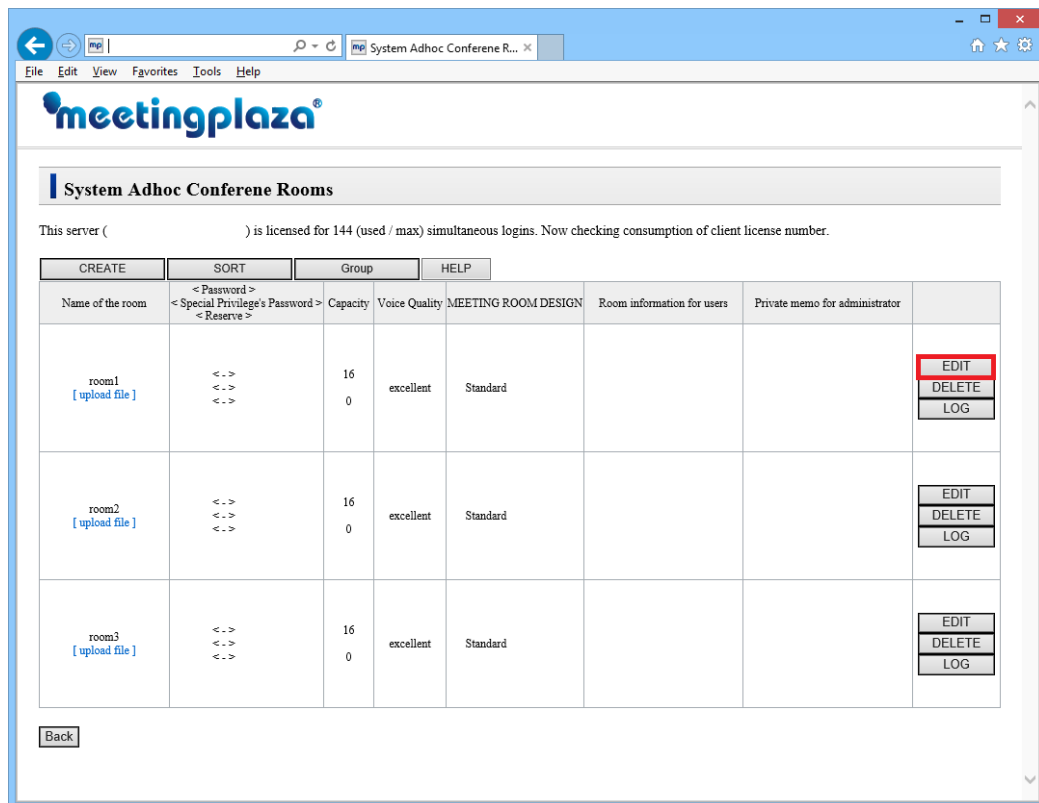 mp
System Adhoc Conferene R...
File Edit View Favorites Tools Help
meetingplaza®
System Adhoc Conferene Rooms
This server ( ) is licensed for 144 (used / max) simultaneous logins. Now checking consumption of client license number.
CREATE SORT Group HELP
Name of the room
< Password >
< Special Privilege's Password >
< Reserve >
Capacity
Voice Quality
MEETING ROOM DESIGN
Room information for users
Private memo for administrator
room1
[ upload file ]
< - >
< - >
< - >
16
0
excellent
Standard
EDIT
DELETE
LOG
room2
[ upload file ]
< - >
< - >
< - >
16
0
excellent
Standard
EDIT
DELETE
LOG
room3
[ upload file ]
< - >
< - >
< - >
16
0
excellent
Standard
EDIT
DELETE
LOG
Back